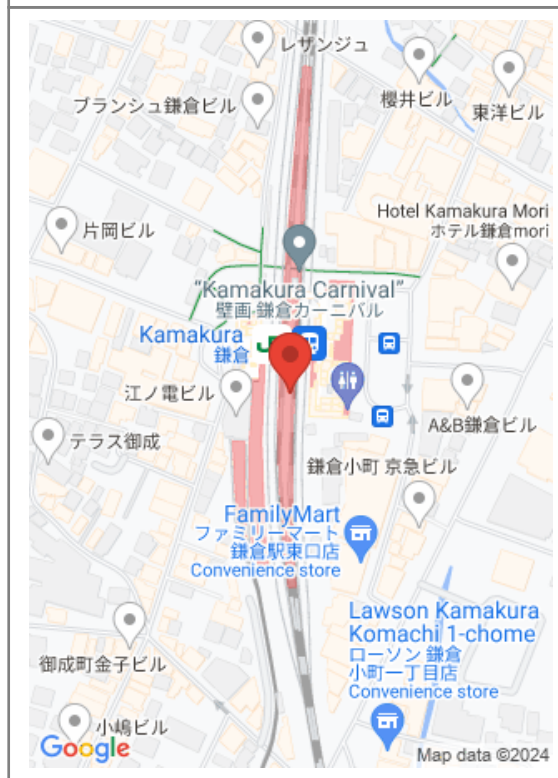 レザンジュ
ブランシュ鎌倉ビル
櫻井ビル
東洋ビル
片岡ビル
Hotel Kamakura Mori
ホテル鎌倉mori
“Kamakura Carnival”
壁画 鎌倉カーニバル
Kamakura
鎌倉
江ノ電ビル
A&B鎌倉ビル
テラス御成
鎌倉小町 京急ビル
FamilyMart
ファミリーマート
鎌倉駅東口店
Convenience store
Lawson Kamakura
Komachi 1-chome
ローソン 鎌倉
小町一丁目店
Convenience store
御成町金子ビル
小嶋ビル
Google
Map data ©2024